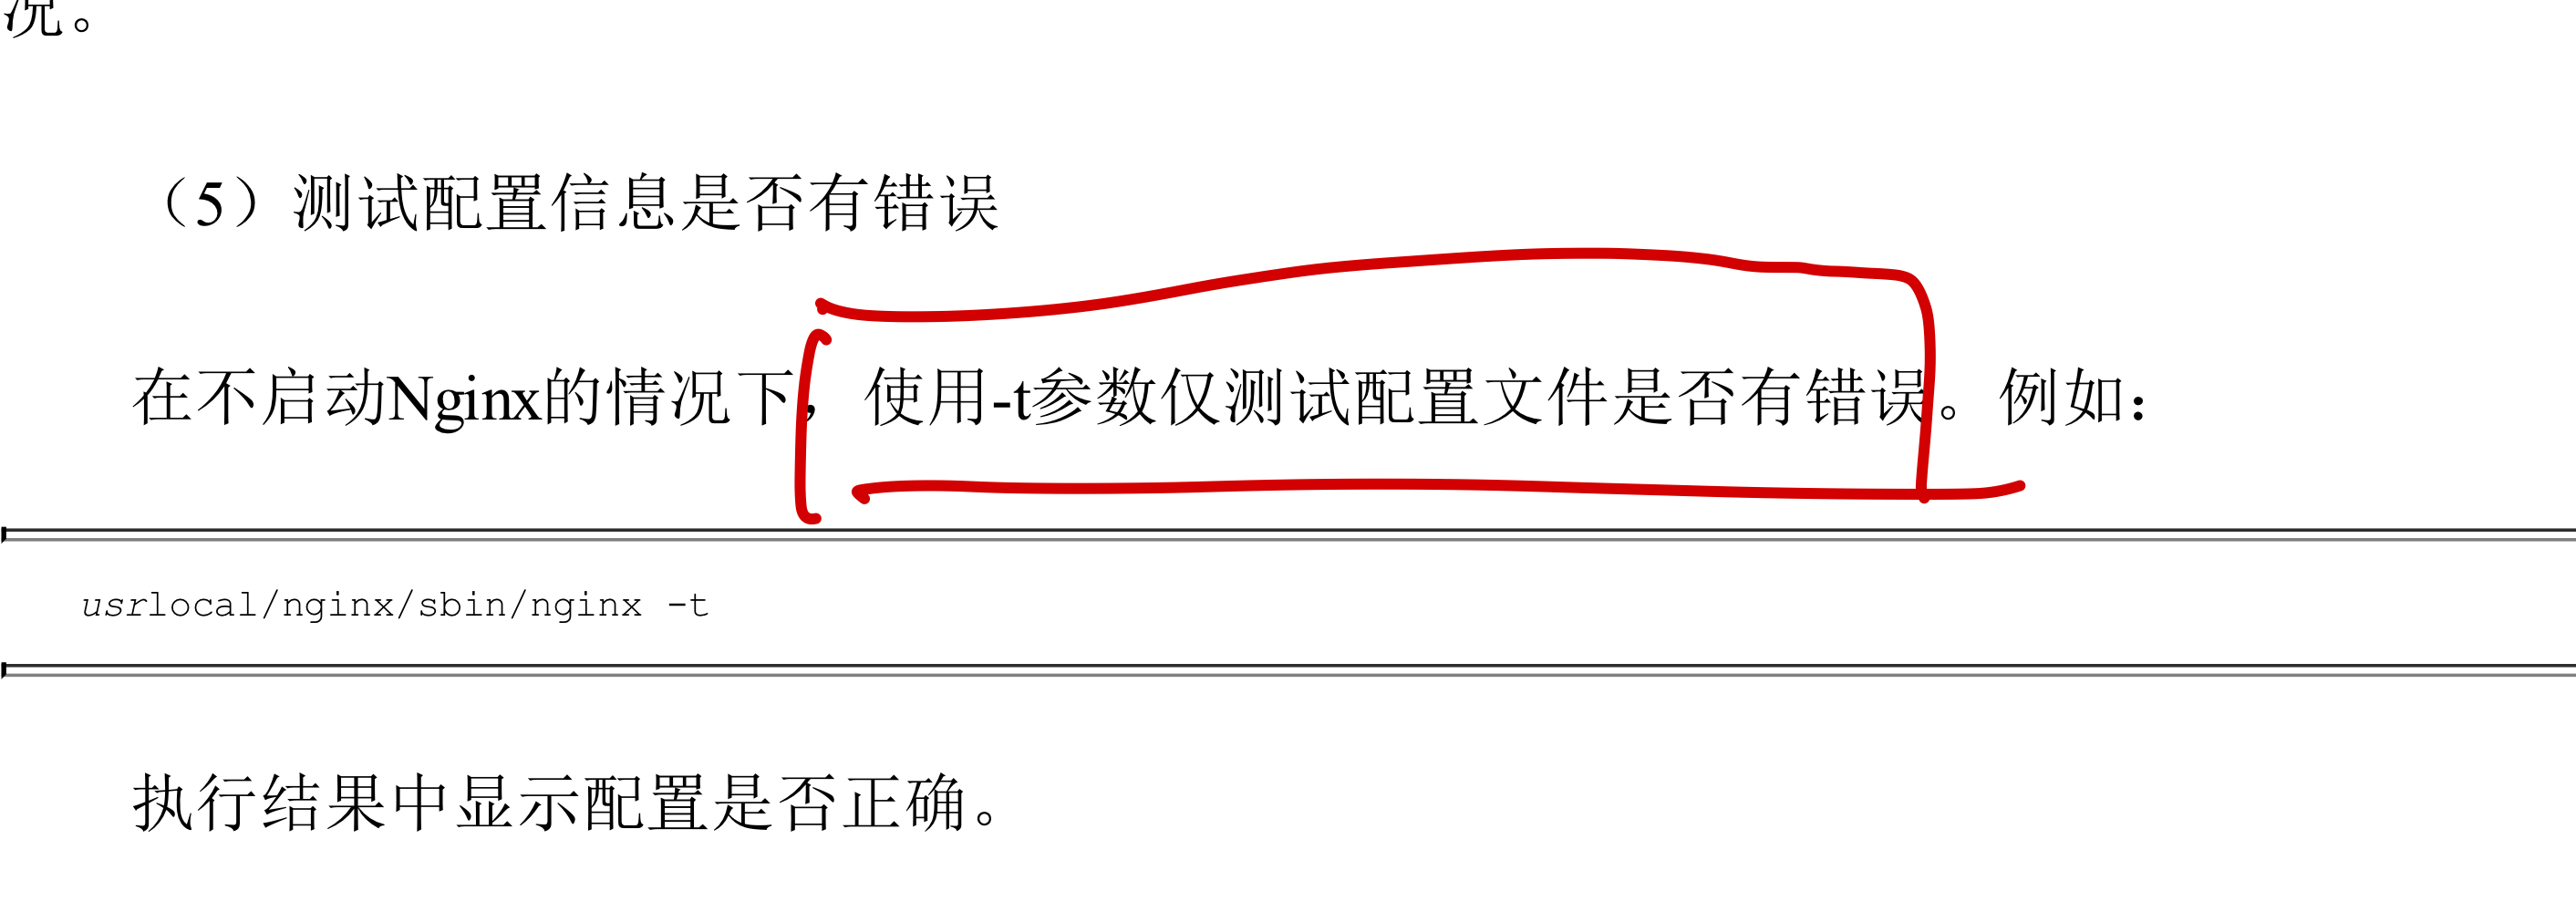 况。
（5）测试配置信息是否有错误
在不启动Nginx的情况下，使用-t参数仅测试配置文件是否有错误。例如：
usrlocal/nginx/sbin/nginx -t
执行结果中显示配置是否正确。